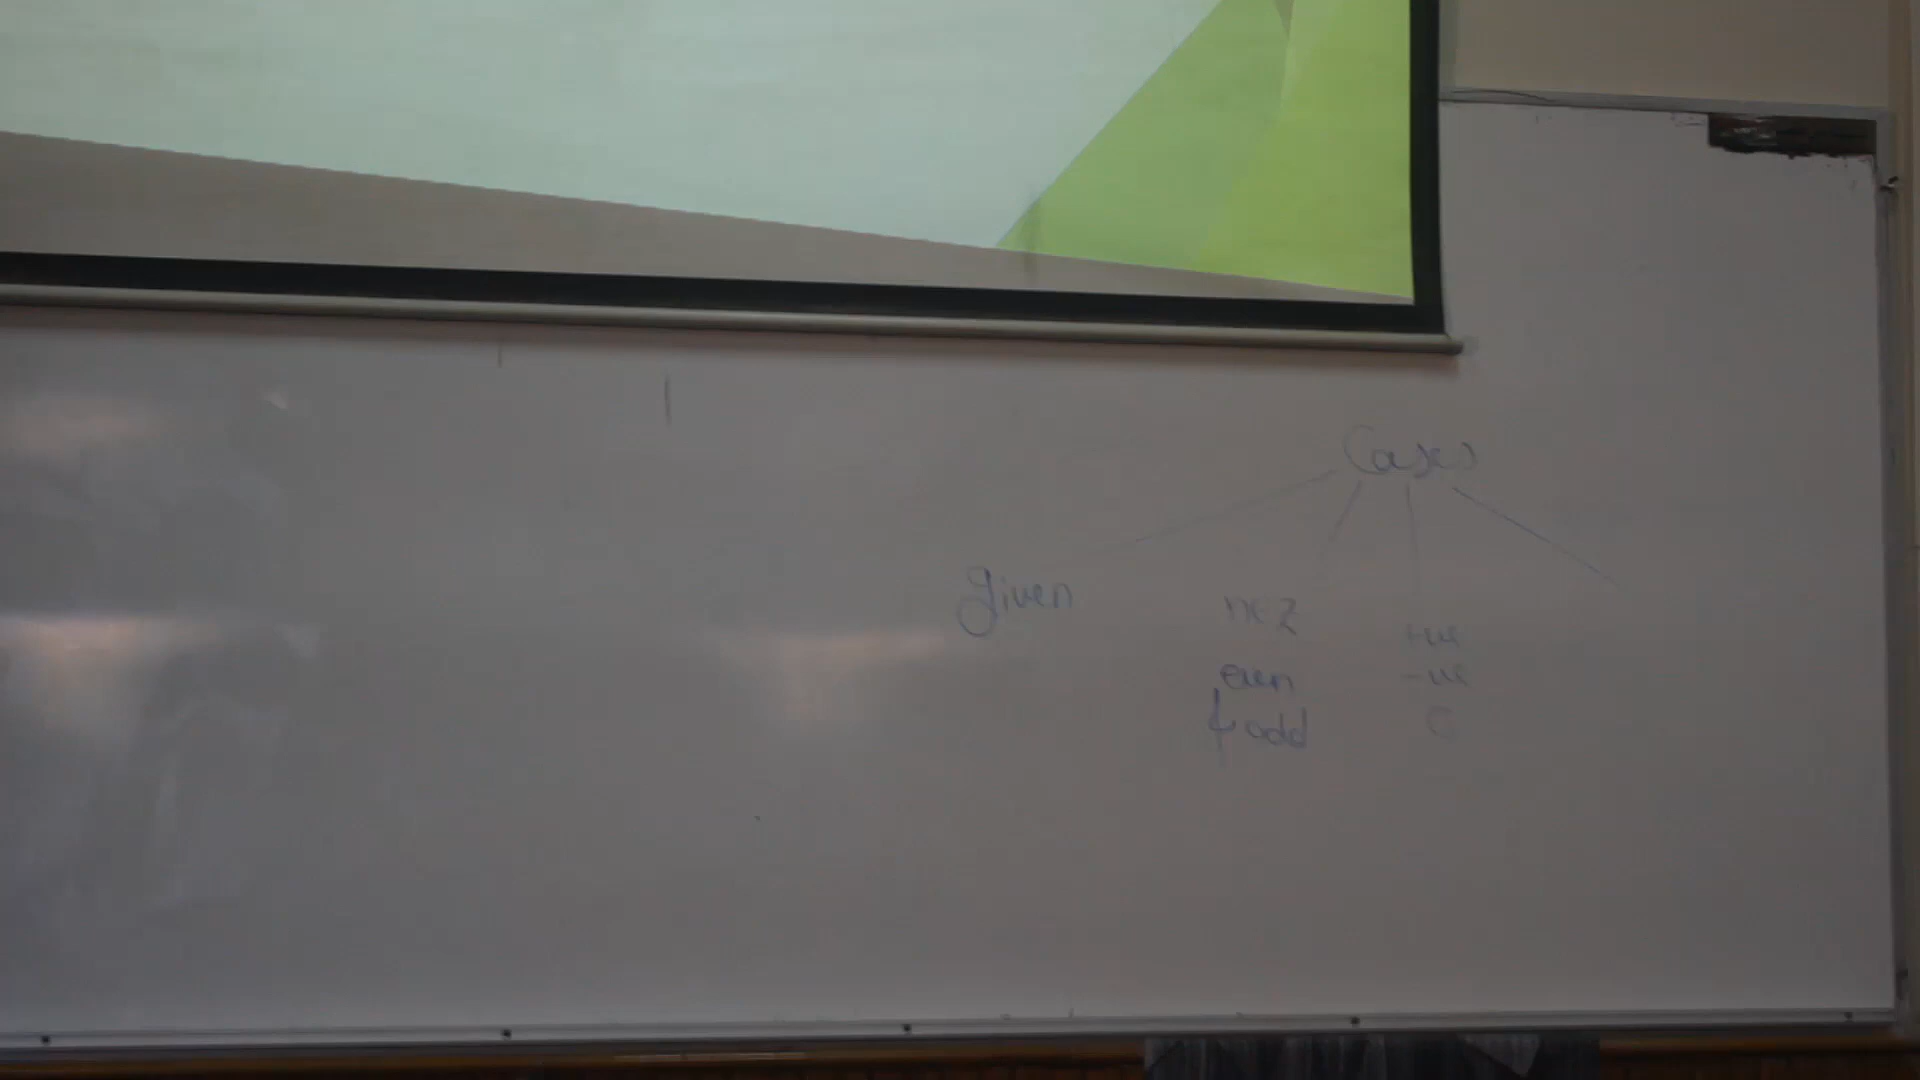 Cases
given
n∈Z
even
& odd
+ve
-ve
0